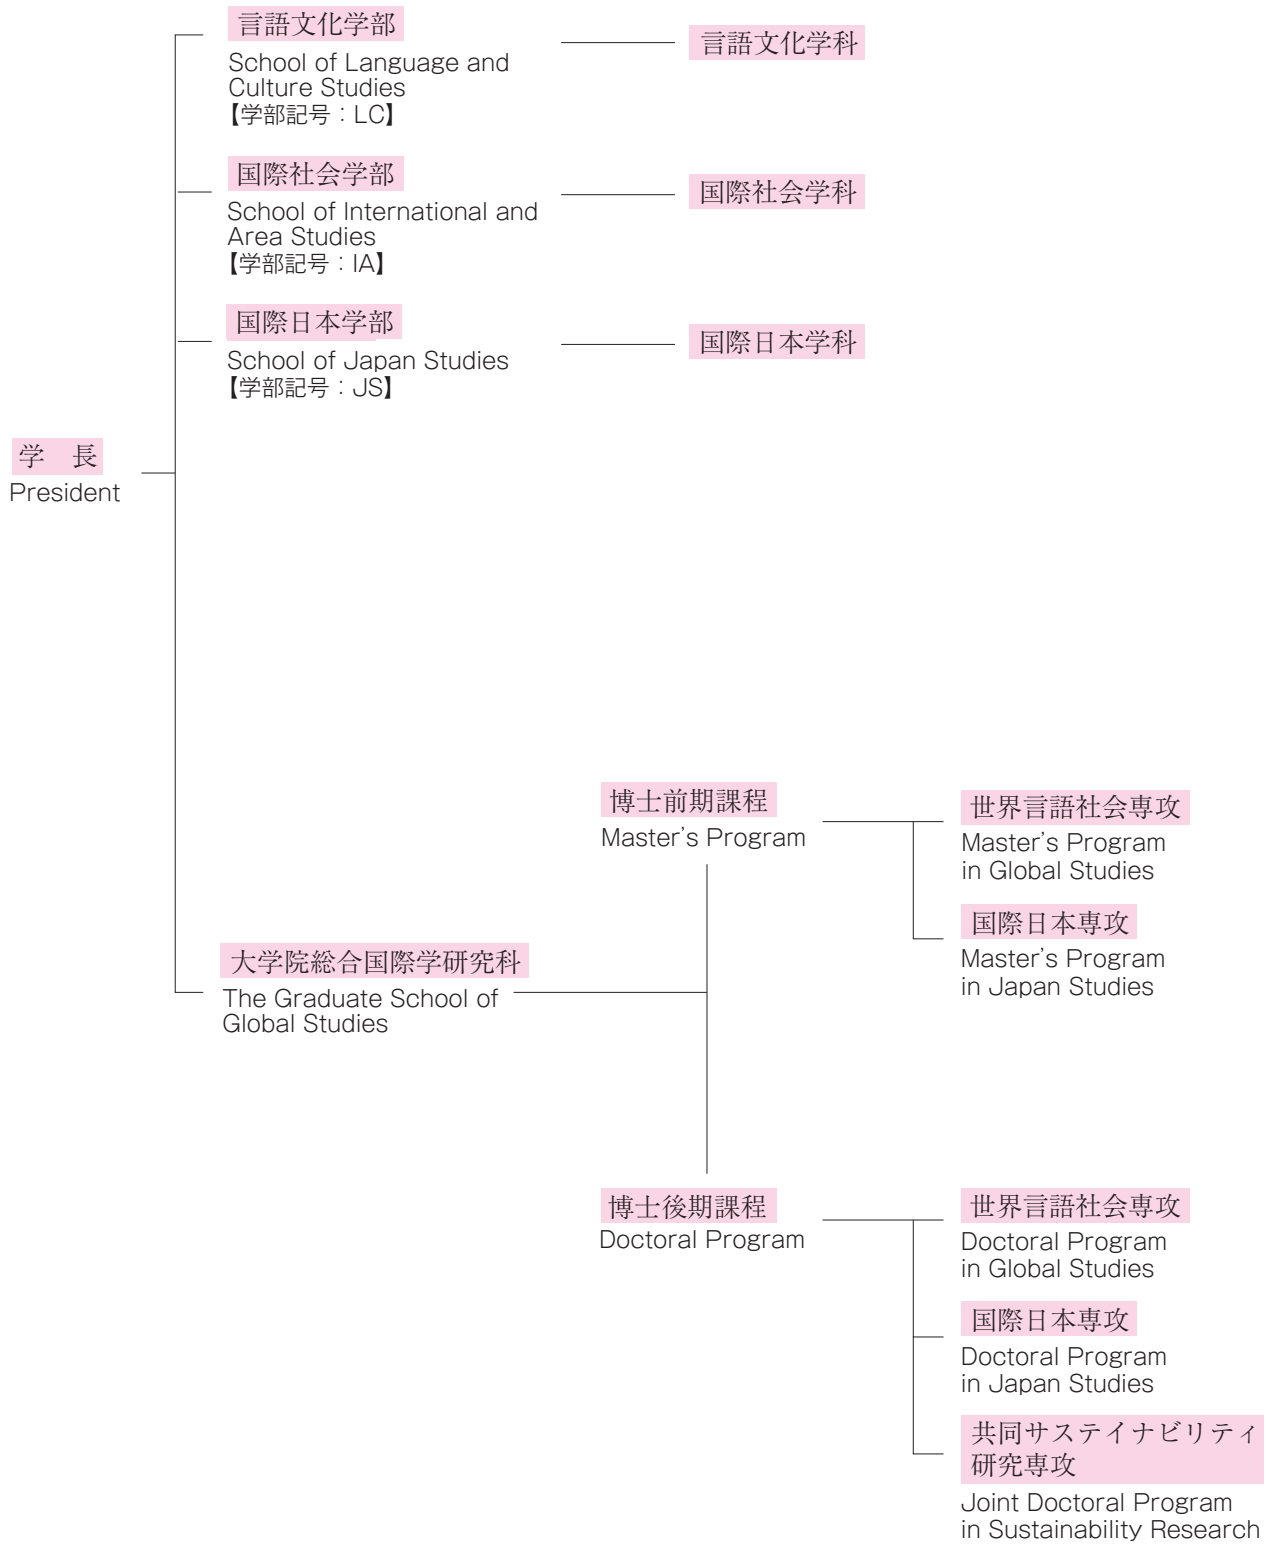 言語文化学部
School of Language and
Culture Studies
【学部記号：LC】
言語文化学科
国際社会学部
School of International and
Area Studies
【学部記号：IA】
国際社会学科
国際日本学部
School of Japan Studies
【学部記号：JS】
国際日本学科
学　長
President
大学院総合国際学研究科
The Graduate School of
Global Studies
博士前期課程
Master's Program
世界言語社会専攻
Master's Program
in Global Studies
国際日本専攻
Master's Program
in Japan Studies
博士後期課程
Doctoral Program
世界言語社会専攻
Doctoral Program
in Global Studies
国際日本専攻
Doctoral Program
in Japan Studies
共同サステイナビリティ
研究専攻
Joint Doctoral Program
in Sustainability Research